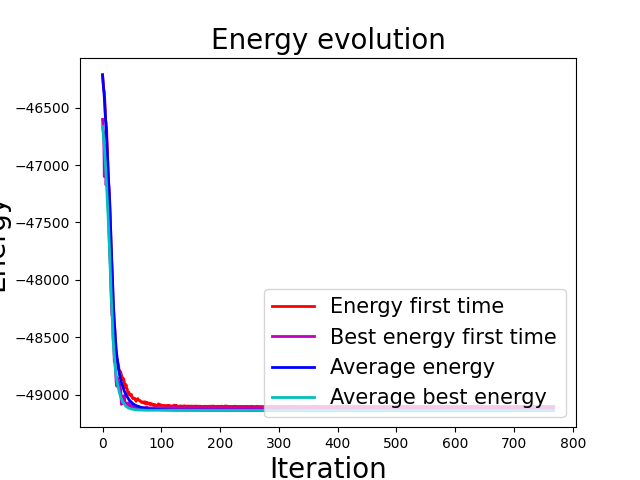 Energy evolution
Energy
−46500
−47000
−47500
−48000
−48500
−49000
Energy first time
Best energy first time
Average energy
Average best energy
0 100 200 300 400 500 600 700 800
Iteration